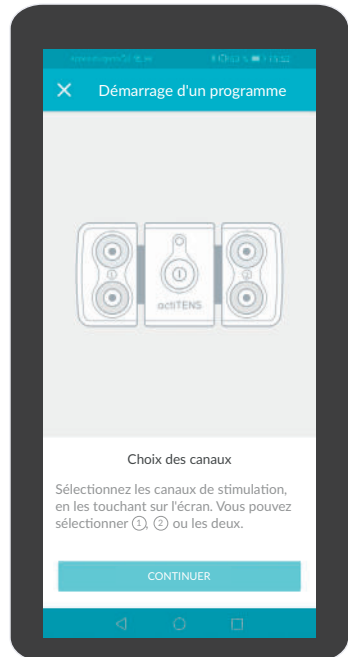 Démarrage d'un programme
① ① ②
actiTENS
Choix des canaux
Sélectionnez les canaux de stimulation,
en les touchant sur l'écran. Vous pouvez
sélectionner ①, ② ou les deux.
CONTINUER